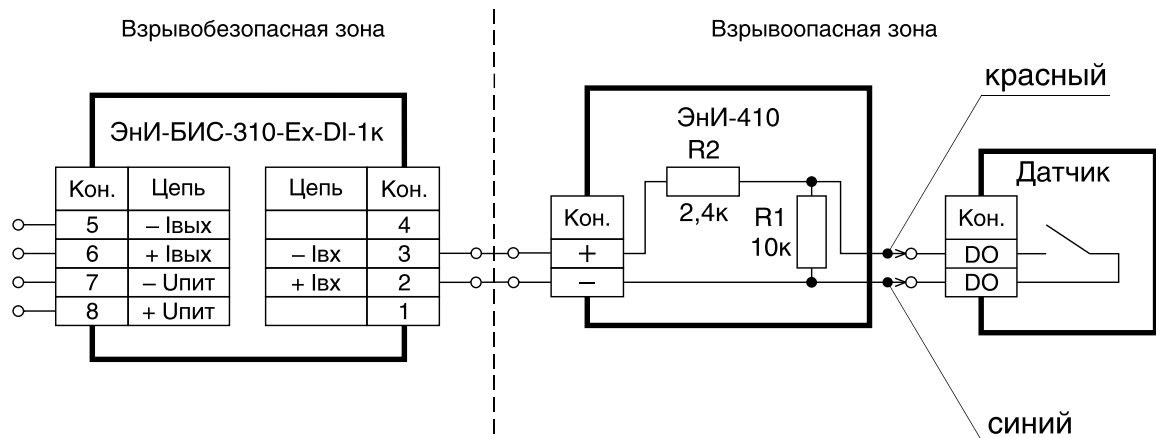 Взрывобезопасная зона
Взрывоопасная зона
красный
ЭнИ-БИС-310-Ex-DI-1к
Кон. Цепь
5 – Iвых
6 + Iвых
7 – Uпит
8 + Uпит
Цепь Кон.
4
– Iвх 3
+ Iвх 2
1
ЭнИ-410
R2
2,4к
R1
10к
Кон.
+
–
Датчик
Кон.
DO
DO
синий